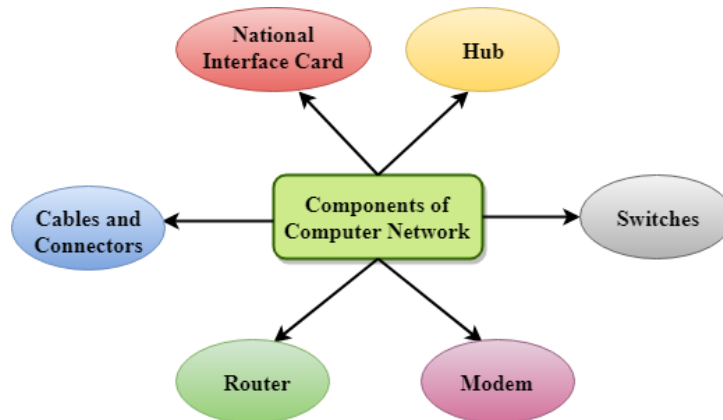 National
Interface Card
Hub
Cables and
Connectors
Components of
Computer Network
Switches
Router
Modem